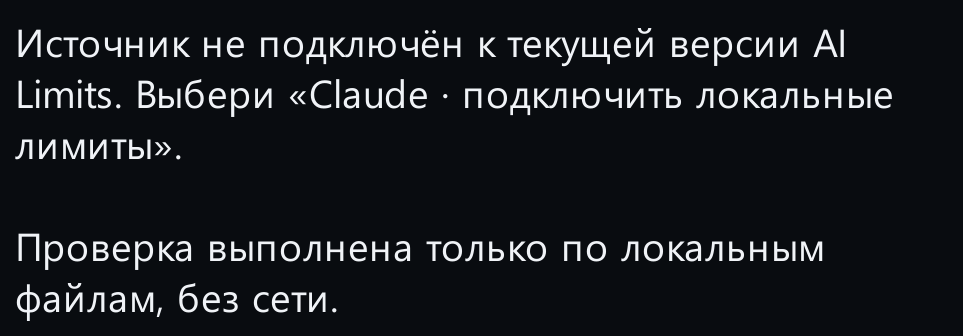 Источник не подключён к текущей версии AI
Limits. Выбери «Claude · подключить локальные
лимиты».
Проверка выполнена только по локальным
файлам, без сети.